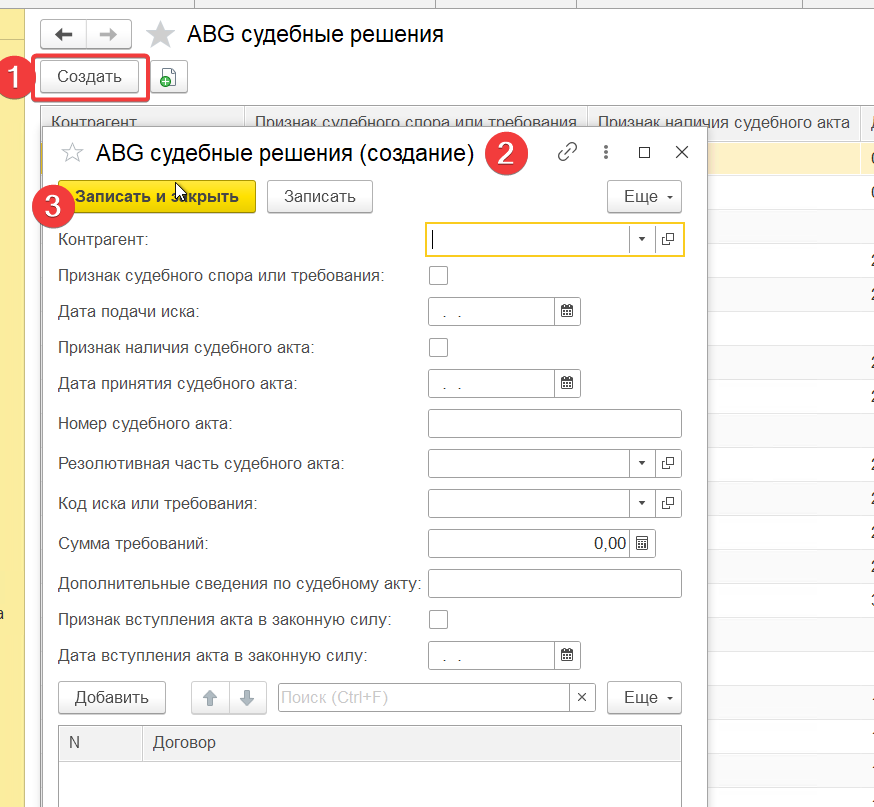 ABG судебные решения
1
Создать
Контрагент Признак судебного спора или требования Признак наличия судебного акта
ABG судебные решения (создание) 2
3 Записать и закрыть Записать Еще
Контрагент:
Признак судебного спора или требования:
Дата подачи иска: . .
Признак наличия судебного акта:
Дата принятия судебного акта: . .
Номер судебного акта:
Резолютивная часть судебного акта:
Код иска или требования:
Сумма требований: 0,00
Дополнительные сведения по судебному акту:
Признак вступления акта в законную силу:
Дата вступления акта в законную силу: . .
Добавить Поиск (Ctrl+F) × Еще
N Договор